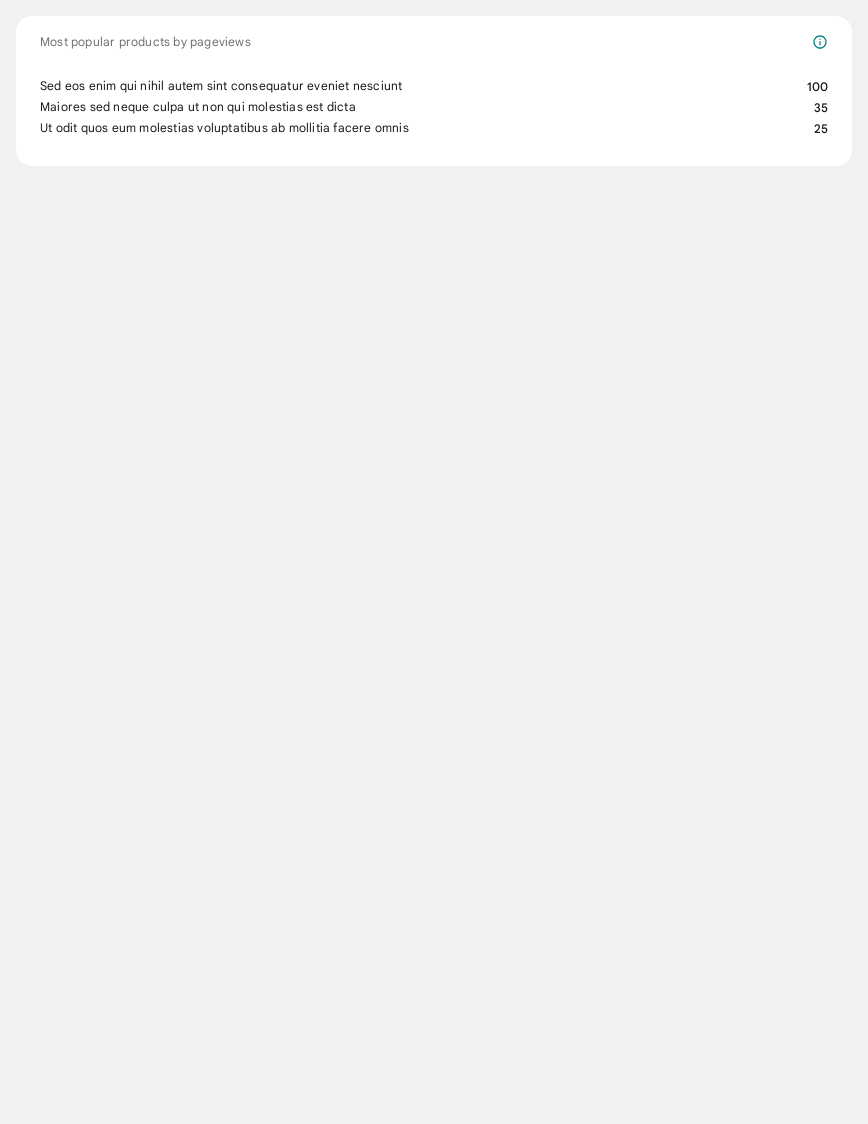 Most popular products by pageviews
Sed eos enim qui nihil autem sint consequatur eveniet nesciunt 100
Maiores sed neque culpa ut non qui molestias est dicta 35
Ut odit quos eum molestias voluptatibus ab mollitia facere omnis 25